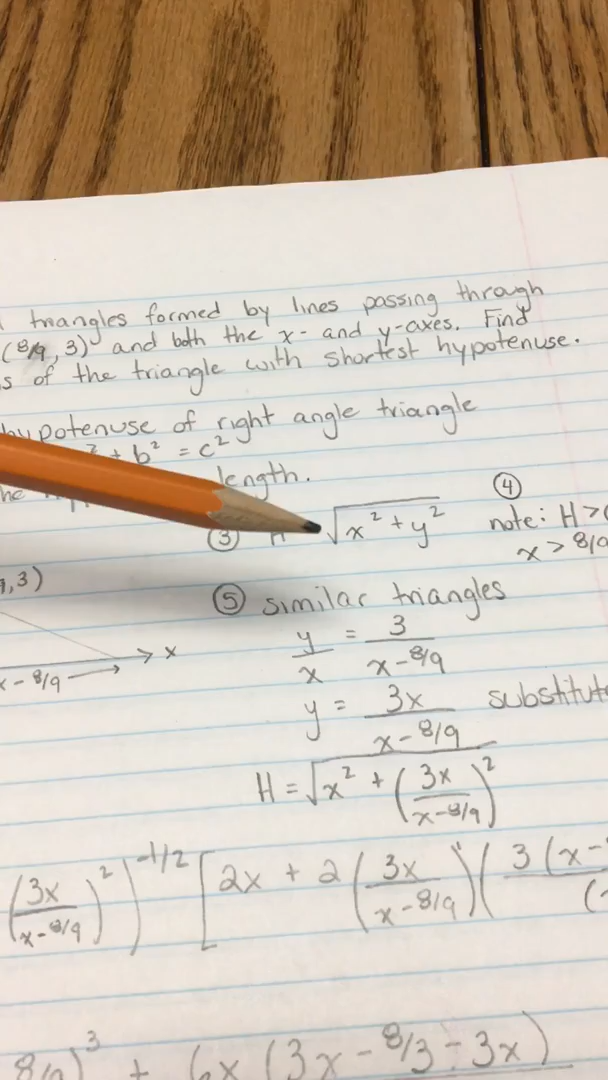 triangles formed by lines passing through
(8/9, 3) and both the x- and y-axes. Find
of the triangle with shortest hypotenuse.
hypotenuse of right angle triangle
+ b² = c²
length.
③ H √x² + y²
④
note: H >
x > 8/9
, 3)
x
x - 8/9
⑤ similar triangles
y/x = 3/(x - 8/9)
y = 3x/(x - 8/9) substitute
H = √x² + (3x/(x - 8/9))²
(3x/(x - 8/9))²)^-1/2 [2x + 2(3x/(x - 8/9))(3(x -
)³ + (6x(3x - 8/3 - 3x)